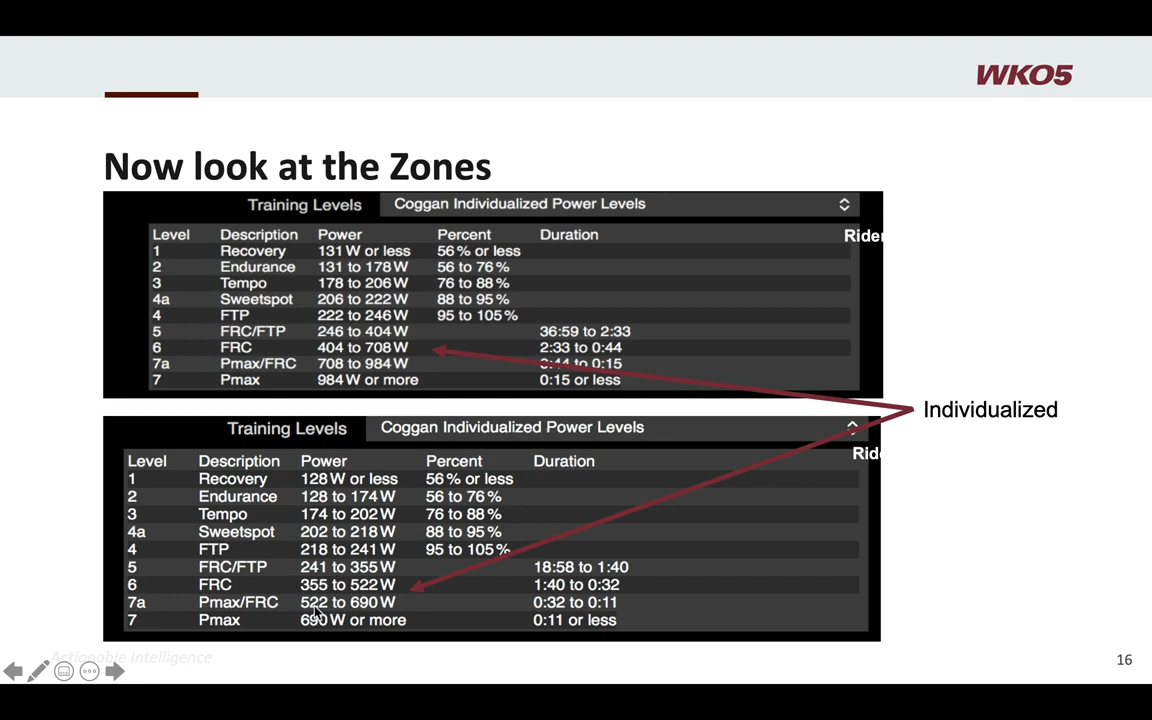 WKO5
Now look at the Zones
Training Levels Coggan Individualized Power Levels
Level Description Power Percent Duration
Rider
1 Recovery 131 W or less 56 % or less
2 Endurance 131 to 178 W 56 to 76 %
3 Tempo 178 to 206 W 76 to 88 %
4a Sweetspot 206 to 222 W 88 to 95 %
4 FTP 222 to 246 W 95 to 105 %
5 FRC/FTP 246 to 404 W 36:59 to 2:33
6 FRC 404 to 708 W 2:33 to 0:44
7a Pmax/FRC 708 to 984 W 0:44 to 0:15
7 Pmax 984 W or more 0:15 or less
Individualized
Training Levels Coggan Individualized Power Levels
Ride
Level Description Power Percent Duration
1 Recovery 128 W or less 56 % or less
2 Endurance 128 to 174 W 56 to 76 %
3 Tempo 174 to 202 W 76 to 88 %
4a Sweetspot 202 to 218 W 88 to 95 %
4 FTP 218 to 241 W 95 to 105 %
5 FRC/FTP 241 to 355 W 18:58 to 1:40
6 FRC 355 to 522 W 1:40 to 0:32
7a Pmax/FRC 522 to 690 W 0:32 to 0:11
7 Pmax 690 W or more 0:11 or less
Actionable Intelligence
16